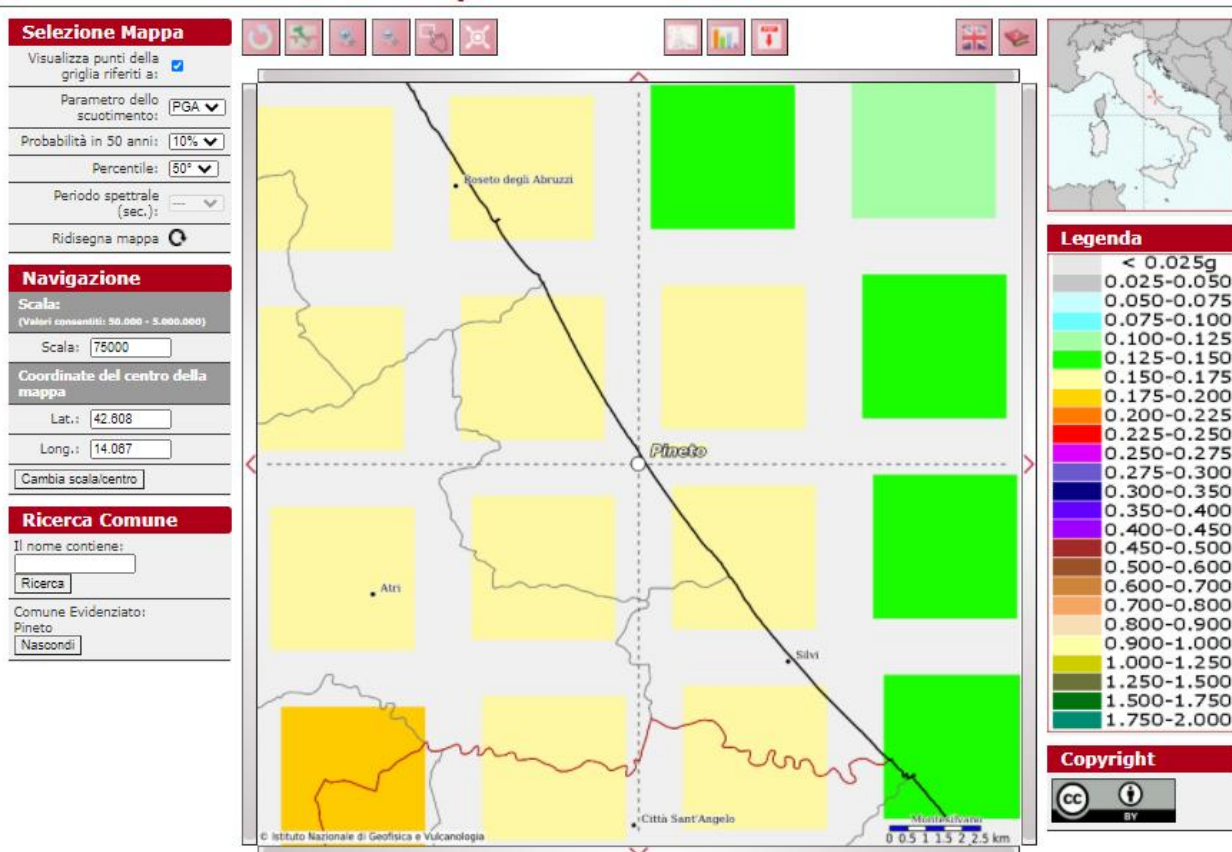 Selezione Mappa
Visualizza punti della
griglia riferiti a:
Parametro dello
scuotimento:
PGA
Probabilità in 50 anni:
10%
Percentile:
50°
Periodo spettrale
(sec.):
---
Ridisegna mappa
Navigazione
Scala:
(Valori consentiti: 50.000 - 5.000.000)
Scala:
75000
Coordinate del centro della
mappa
Lat.:
42.608
Long.:
14.067
Cambia scala/centro
Ricerca Comune
Il nome contiene:
Ricerca
Comune Evidenziato:
Pineto
Nascondi
Roseto degli Abruzzi
Pineto
Atri
Silvi
Città Sant'Angelo
Montesilvano
© Istituto Nazionale di Geofisica e Vulcanologia
0 0.5 1 1.5 2 2.5 km
Legenda
< 0.025g
0.025-0.050
0.050-0.075
0.075-0.100
0.100-0.125
0.125-0.150
0.150-0.175
0.175-0.200
0.200-0.225
0.225-0.250
0.250-0.275
0.275-0.300
0.300-0.350
0.350-0.400
0.400-0.450
0.450-0.500
0.500-0.600
0.600-0.700
0.700-0.800
0.800-0.900
0.900-1.000
1.000-1.250
1.250-1.500
1.500-1.750
1.750-2.000
Copyright
cc
BY